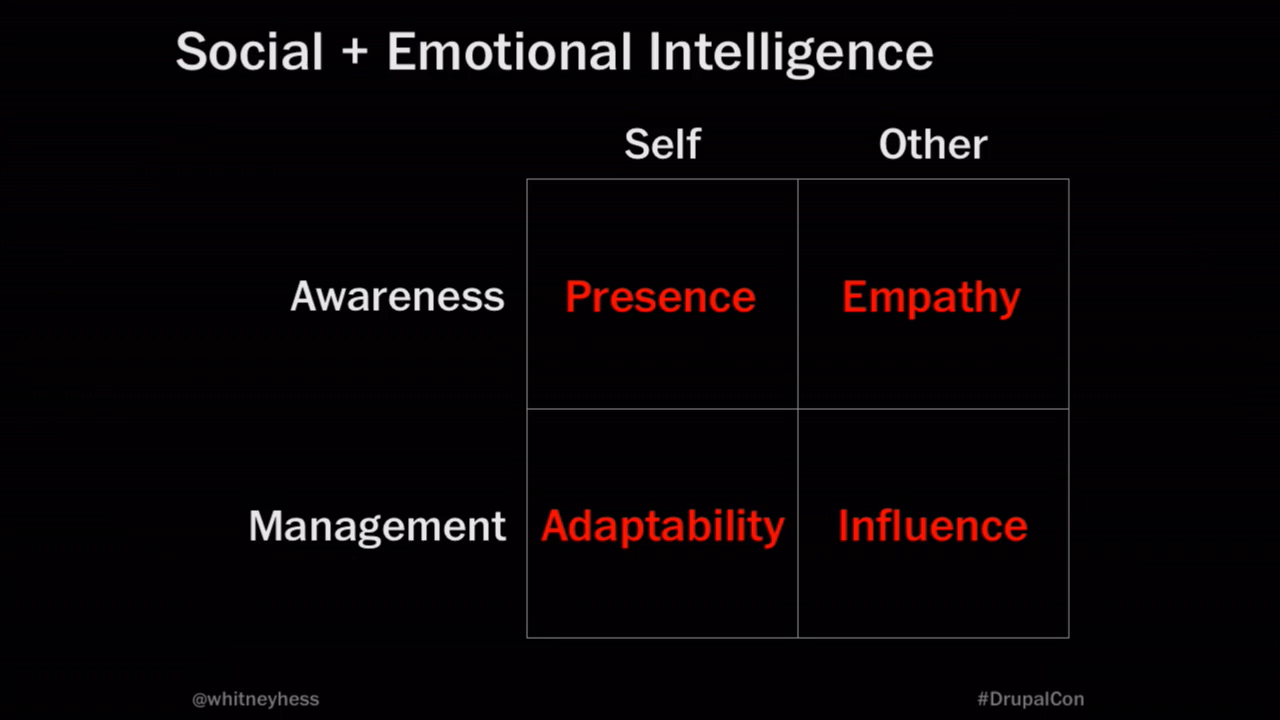 Social + Emotional Intelligence
Self Other
Awareness Presence Empathy
Management Adaptability Influence
@whitneyhess #DrupalCon